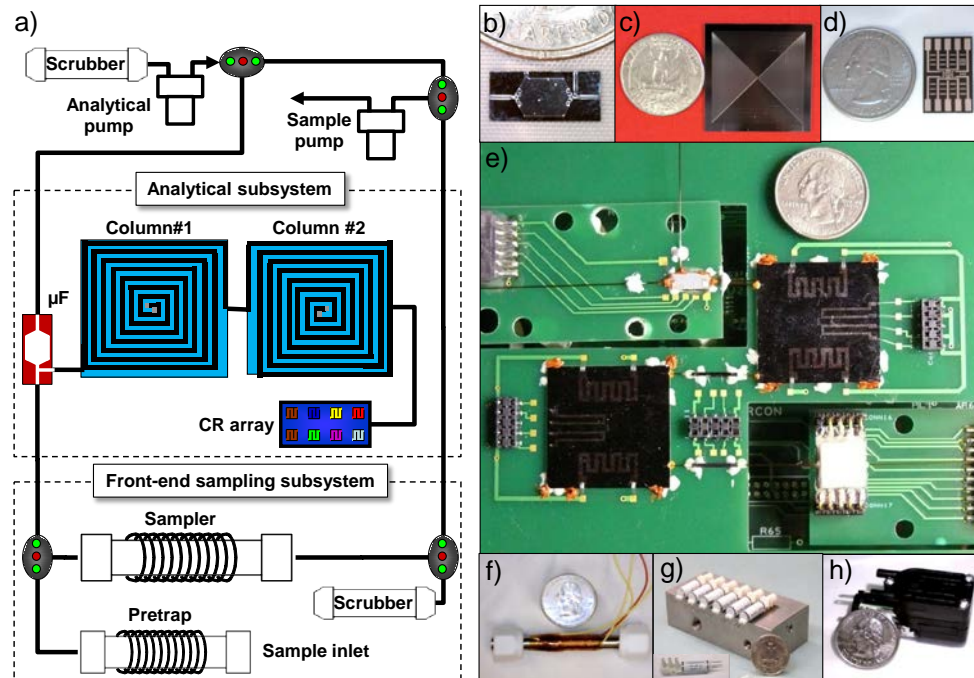 a)
Scrubber
Analytical
pump
Sample
pump
Analytical subsystem
Column#1
Column #2
µF
CR array
Front-end sampling subsystem
Sampler
Scrubber
Pretrap
Sample inlet
b)
c)
d)
e)
R65
f)
g)
h)